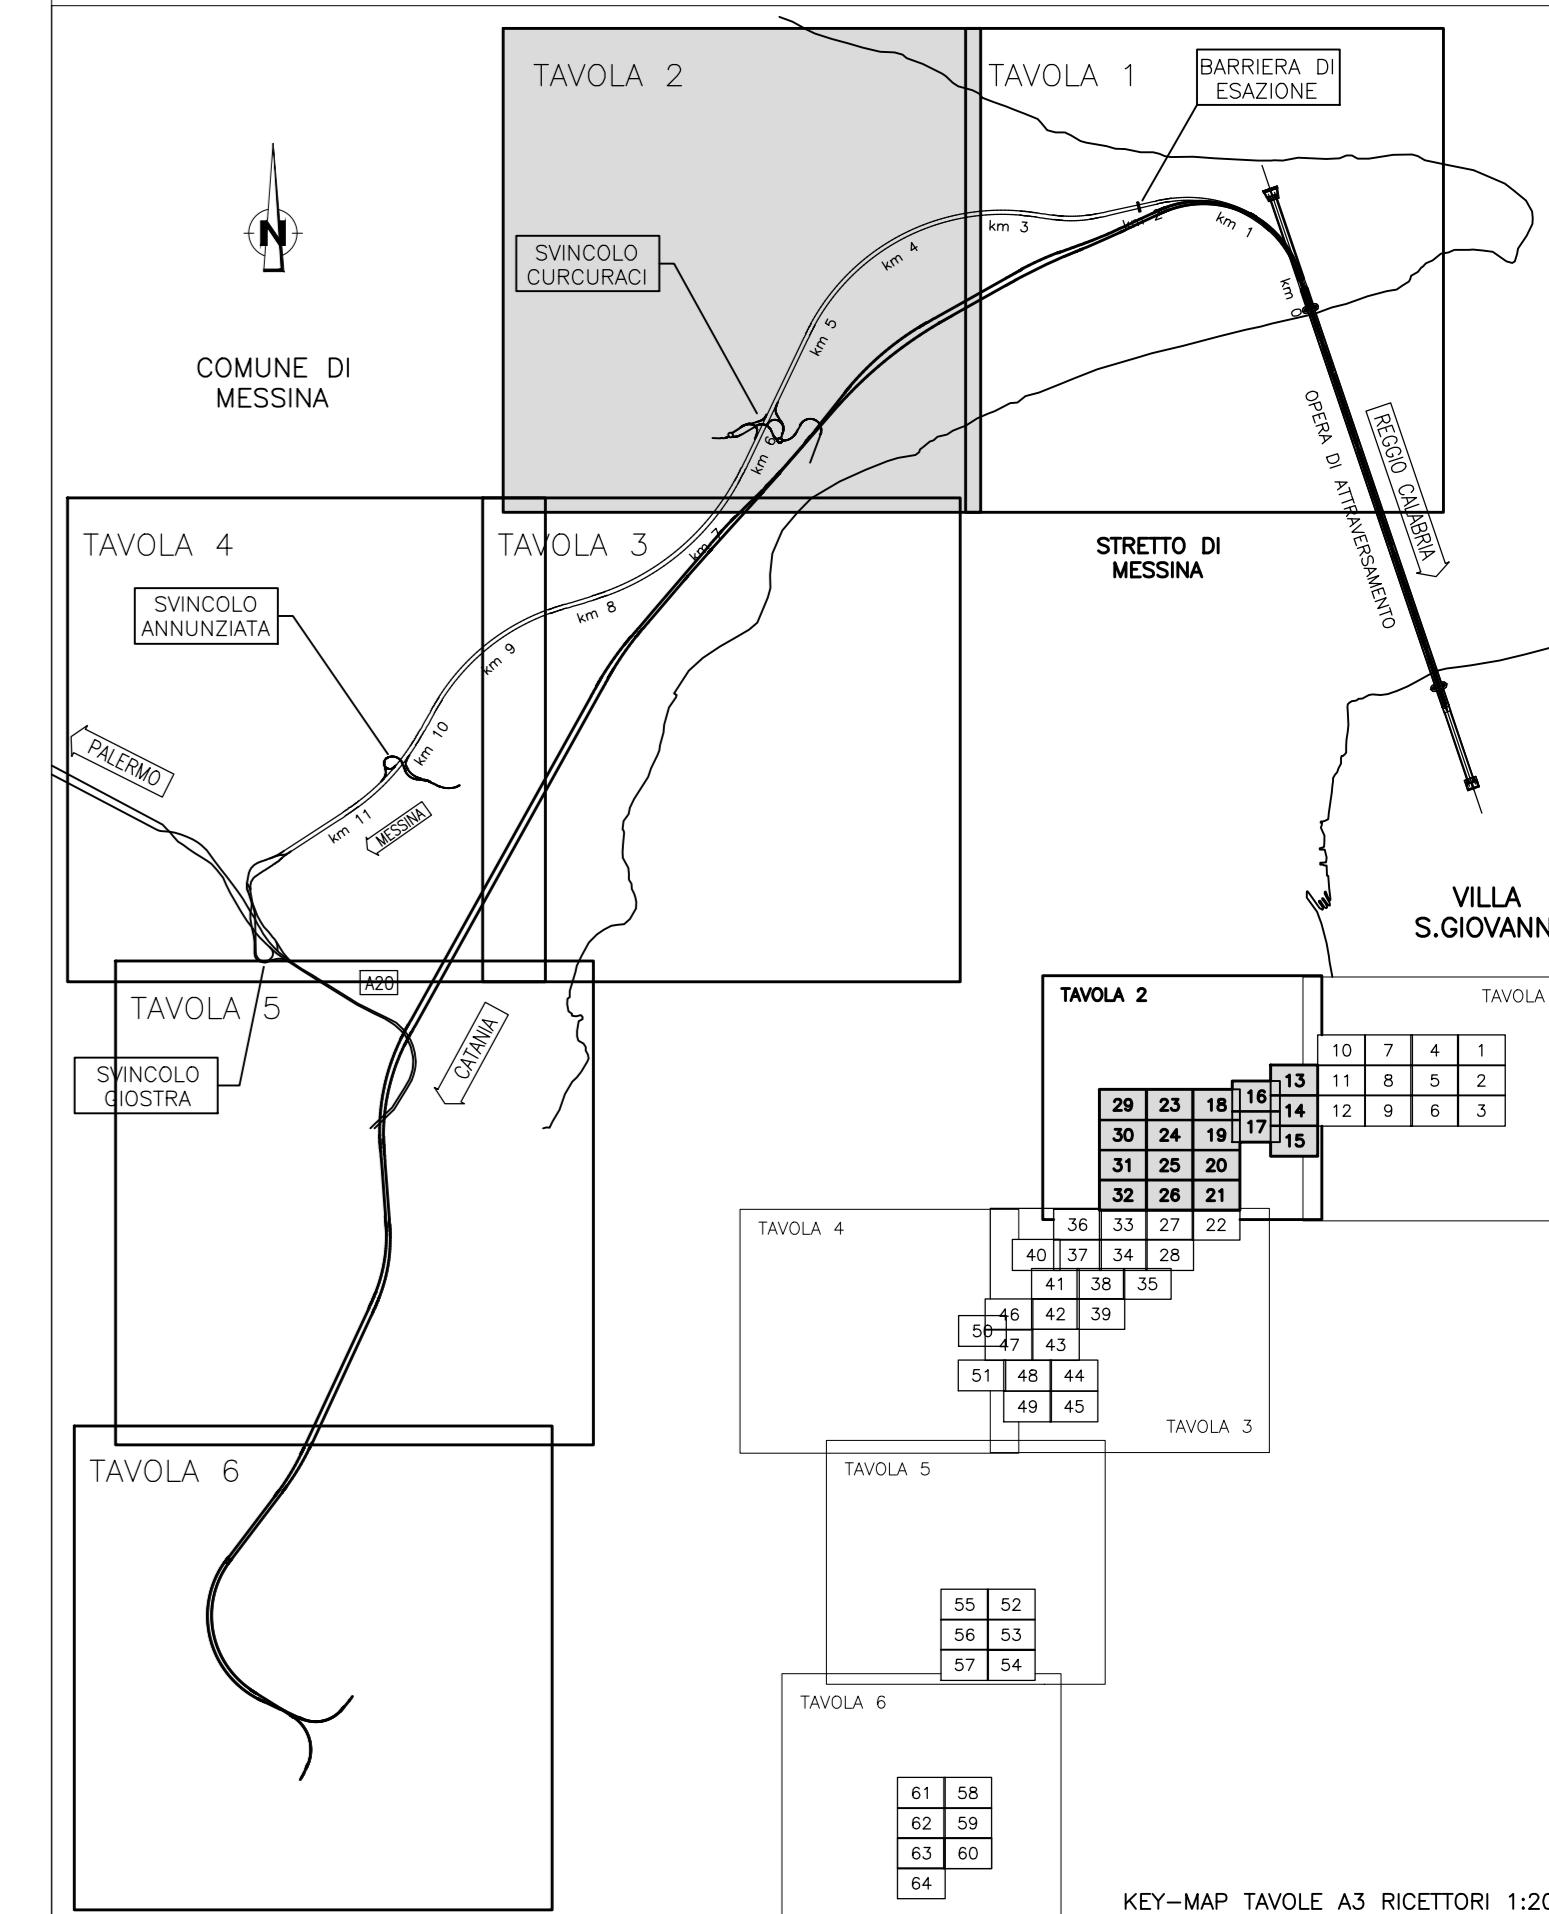 TAVOLA 2
TAVOLA 1
BARRIERA DI
ESAZIONE
km 4
km 3
km 2
km 1
km 0
SVINCOLO
CURCURACI
km 5
km 6
COMUNE DI
MESSINA
N
OPERA DI ATTRAVERSAMENTO
REGGIO CALABRIA
TAVOLA 4
TAVOLA 3
km 7
STRETTO DI
MESSINA
SVINCOLO
ANNUNZIATA
km 8
km 9
km 10
PALERMO
km 11
MESSINA
VILLA
S.GIOVANN
A20
TAVOLA 5
CATANIA
SVINCOLO
GIOSTRA
TAVOLA 6
TAVOLA 2
TAVOLA
10 7 4 1
13 11 8 5 2
14 12 9 6 3
15
16
17
29 23 18
30 24 19
31 25 20
32 26 21
TAVOLA 4
36 33 27 22
40 37 34 28
41 38 35
46 42 39
50 47 43
51 48 44
49 45
TAVOLA 3
TAVOLA 5
55 52
56 53
57 54
TAVOLA 6
61 58
62 59
63 60
64
KEY-MAP TAVOLE A3 RICETTORI